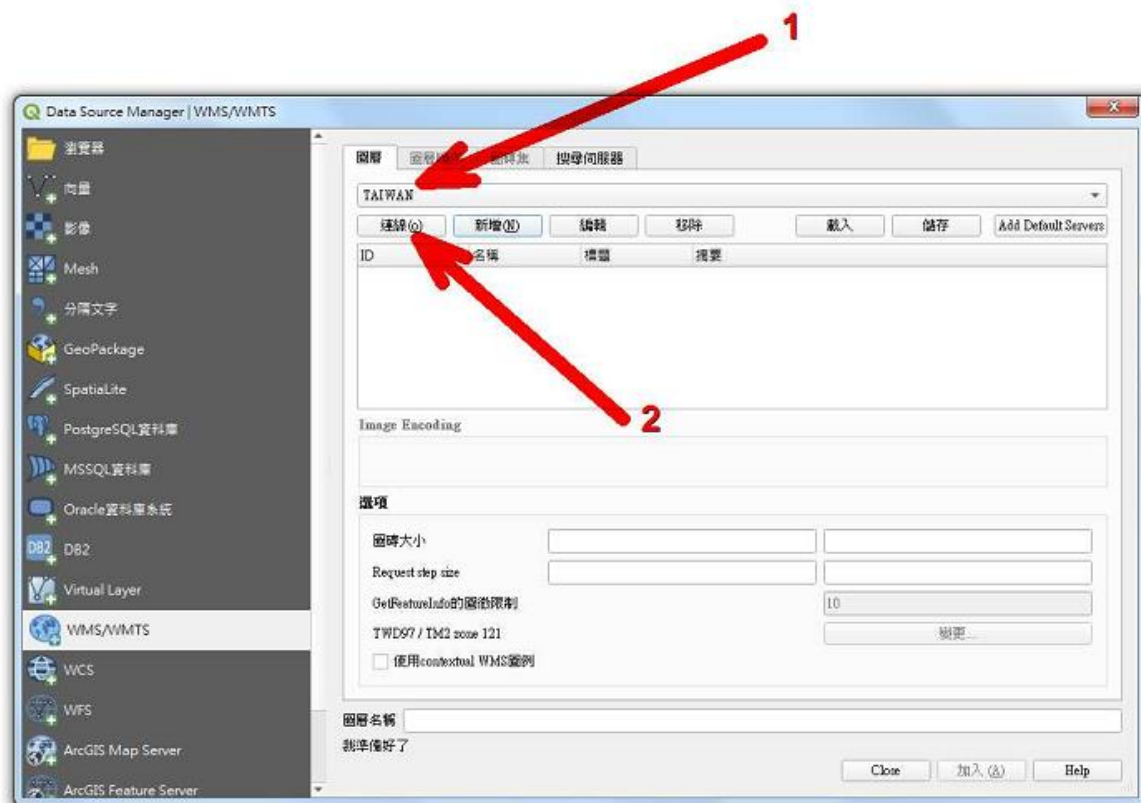 1
Data Source Manager | WMS/WMTS
瀏覽器
向量
影像
Mesh
分隔文字
GeoPackage
SpatiaLite
PostgreSQL資料庫
MSSQL資料庫
Oracle資料庫系統
DB2 DB2
Virtual Layer
WMS/WMTS
WCS
WFS
ArcGIS Map Server
ArcGIS Feature Server
圖層 圖層 搜尋伺服器
TAIWAN
連線(o) 新增(N) 編輯 移除 載入 儲存 Add Default Servers
ID 名稱 標題 摘要
2
Image Encoding
選項
圖磚大小
Request step size
GetFeatureInfo的圖徵限制 10
TWD97 / TM2 zone 121 變更...
使用contextual WMS圖例
圖層名稱
我準備好了
Close 加入 (A) Help